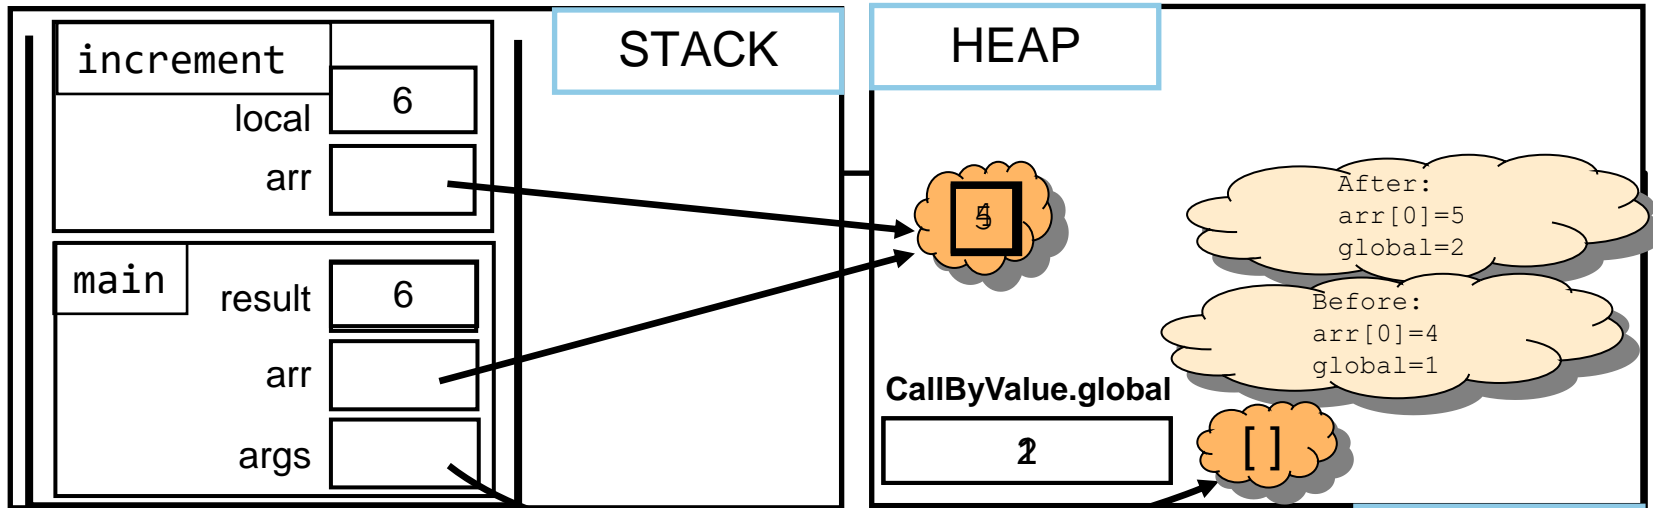 increment
STACK
HEAP
local
6
arr
After:
arr[0]=5
global=2
main
result
6
Before:
arr[0]=4
global=1
arr
CallByValue.global
args
[]